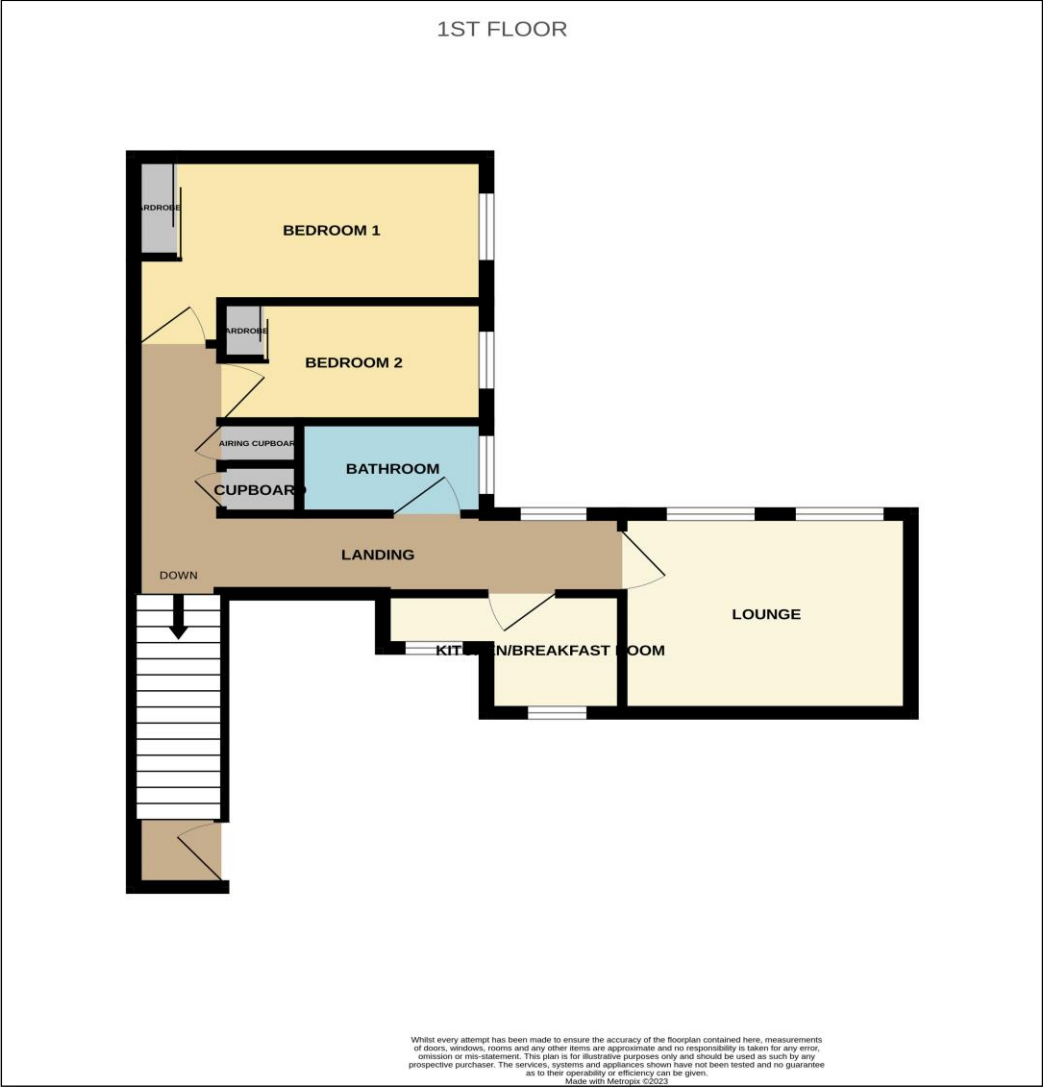 1ST FLOOR
ARDROBE
BEDROOM 1
ARDROBE
BEDROOM 2
AIRING CUPBOAR
BATHROOM
CUPBOARD
LANDING
DOWN
LOUNGE
KITCHEN/BREAKFAST ROOM
Whilst every attempt has been made to ensure the accuracy of the floorplan contained here, measurements
of doors, windows, rooms and any other items are approximate and no responsibility is taken for any error,
omission or mis-statement. This plan is for illustrative purposes only and should be used as such by any
prospective purchaser. The services, systems and appliances shown have not been tested and no guarantee
as to their operability or efficiency can be given.
Made with Metropix ©2023